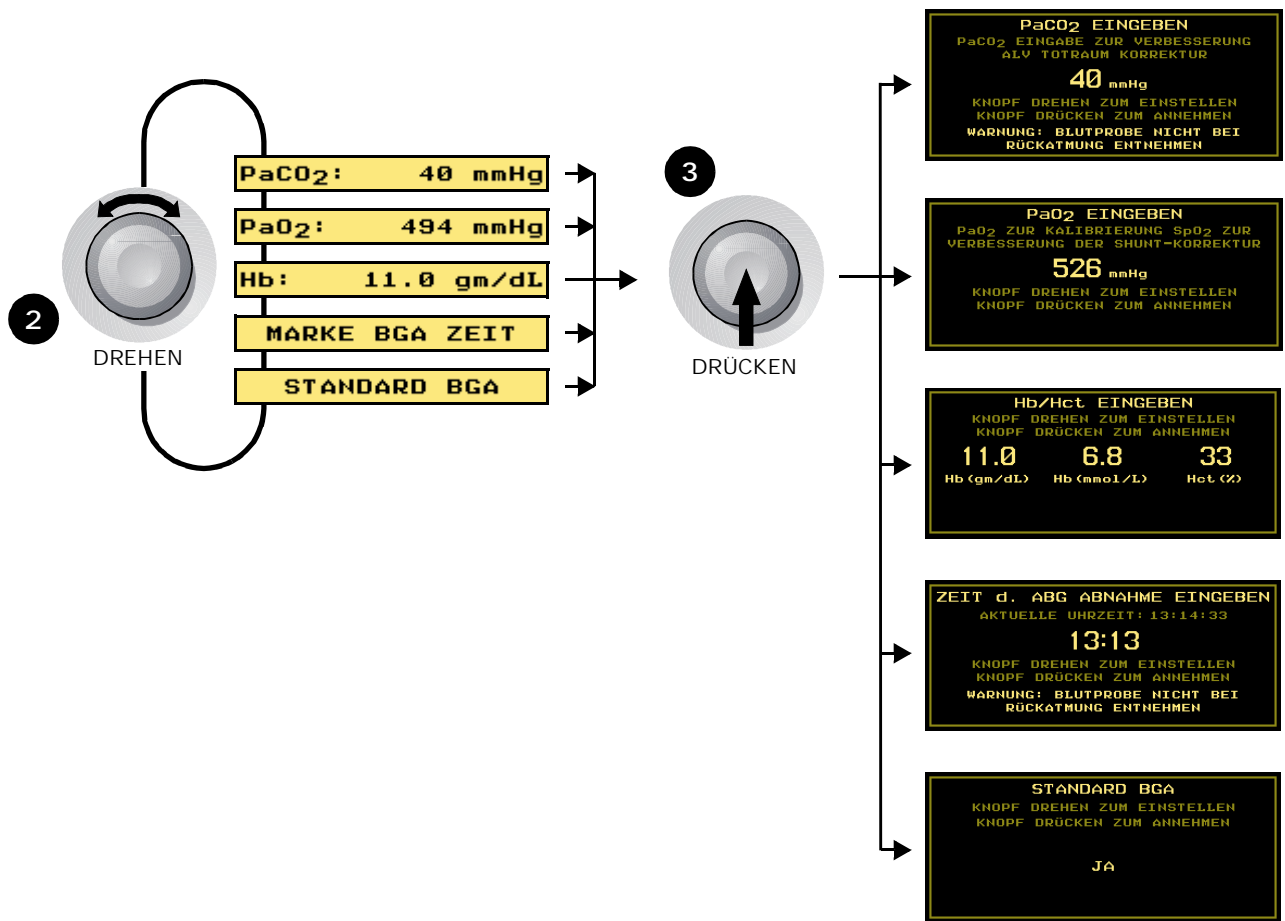 2
DREHEN
PaCO2: 40 mmHg
PaO2: 494 mmHg
Hb: 11.0 gm/dL
MARKE BGA ZEIT
STANDARD BGA
3
DRÜCKEN
PaCO2 EINGEBEN
PaCO2 EINGABE ZUR VERBESSERUNG
ALV TOTRAUM KORREKTUR
40 mmHg
KNOPF DREHEN ZUM EINSTELLEN
KNOPF DRÜCKEN ZUM ANNEHMEN
WARNUNG: BLUTPROBE NICHT BEI
RÜCKATMUNG ENTNEHMEN
PaO2 EINGEBEN
PaO2 ZUR KALIBRIERUNG SpO2 ZUR
VERBESSERUNG DER SHUNT-KORREKTUR
526 mmHg
KNOPF DREHEN ZUM EINSTELLEN
KNOPF DRÜCKEN ZUM ANNEHMEN
Hb/Hct EINGEBEN
KNOPF DREHEN ZUM EINSTELLEN
KNOPF DRÜCKEN ZUM ANNEHMEN
11.0 6.8 33
Hb(gm/dL) Hb(mmol/L) Hct(%)
ZEIT d. ABG ABNAHME EINGEBEN
AKTUELLE UHRZEIT: 13:14:33
13:13
KNOPF DREHEN ZUM EINSTELLEN
KNOPF DRÜCKEN ZUM ANNEHMEN
WARNUNG: BLUTPROBE NICHT BEI
RÜCKATMUNG ENTNEHMEN
STANDARD BGA
KNOPF DREHEN ZUM EINSTELLEN
KNOPF DRÜCKEN ZUM ANNEHMEN
JA